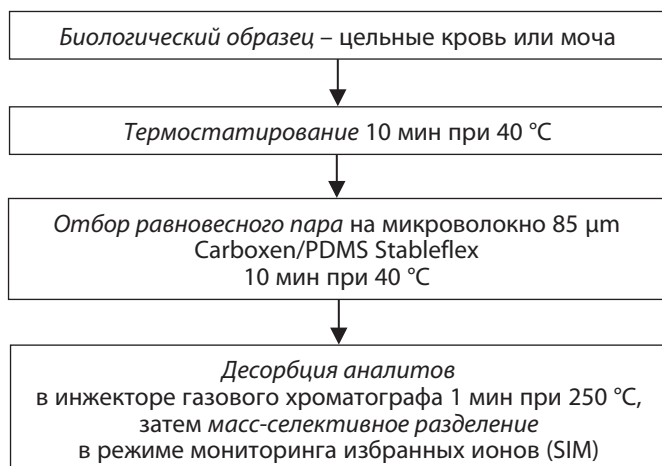 Биологический образец – цельные кровь или моча
Термостатирование 10 мин при 40 °C
Отбор равновесного пара на микроволокно 85 μm
Carboxen/PDMS Stableflex
10 мин при 40 °C
Десорбция аналитов
в инжекторе газового хроматографа 1 мин при 250 °C,
затем масс-селективное разделение
в режиме мониторинга избранных ионов (SIM)